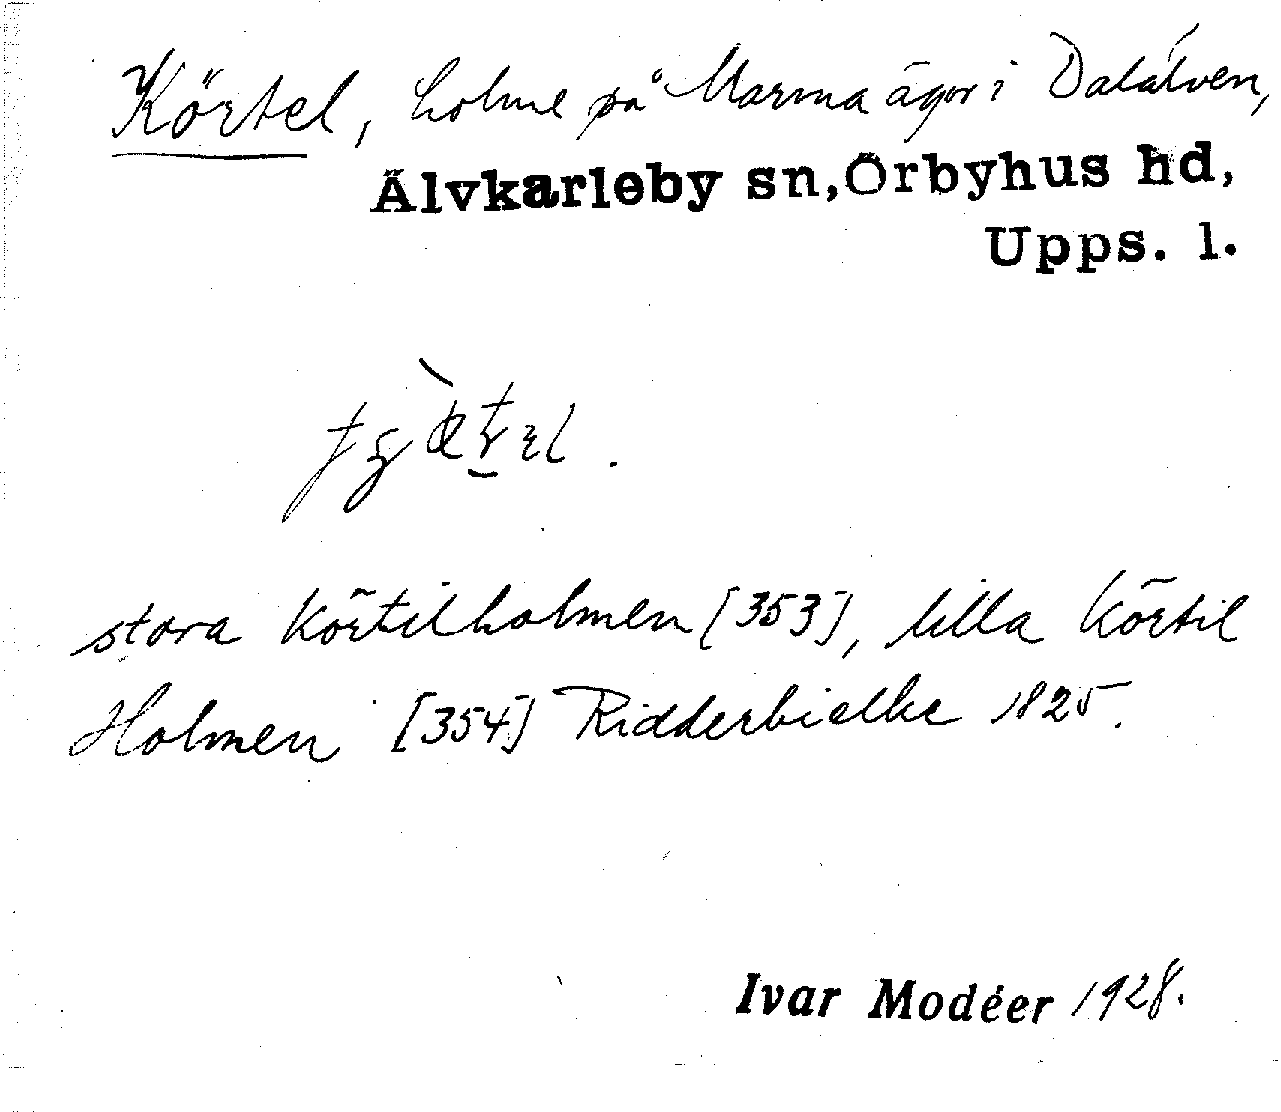 Körtel, holme på Marma ägor i Dalälven,
Älvkarleby sn, Örbyhus hd,
Upps. l.
stora Körtilholmen [353], lilla Körtil
Holmen [354] Ridderbielke 1825.
Ivar Modéer 1928.